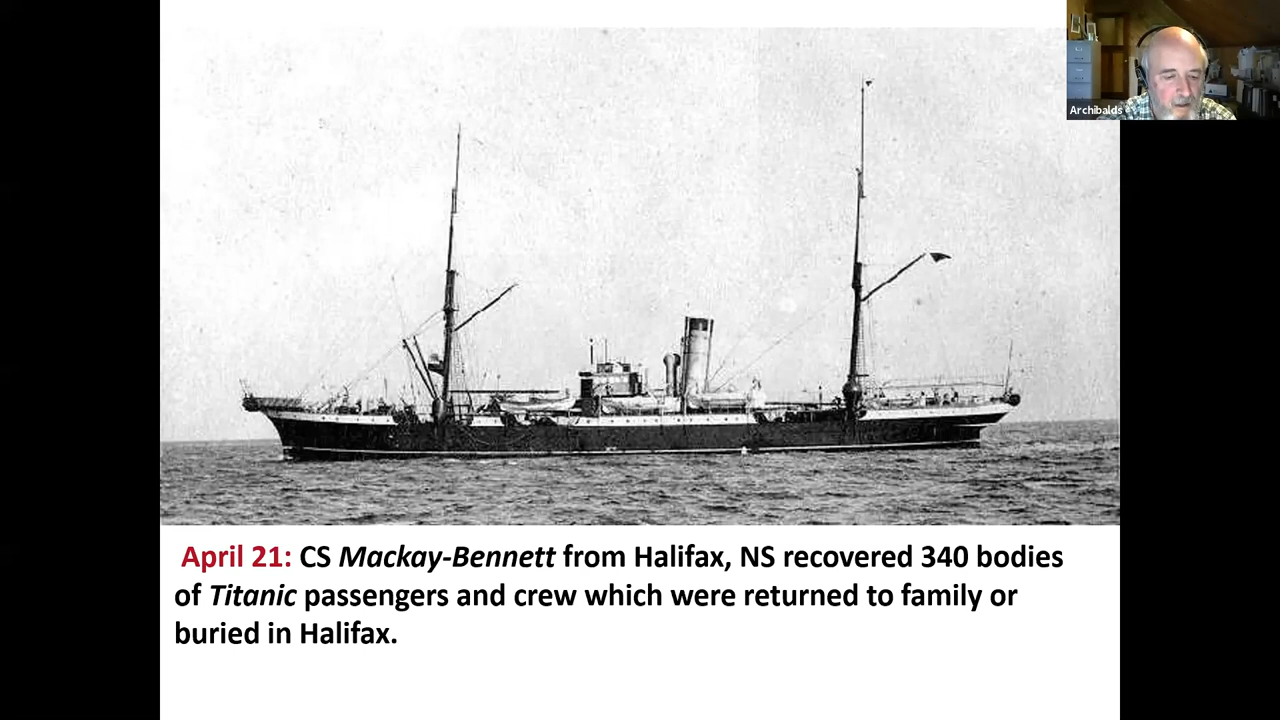 Archibalds
April 21: CS Mackay-Bennett from Halifax, NS recovered 340 bodies
of Titanic passengers and crew which were returned to family or
buried in Halifax.